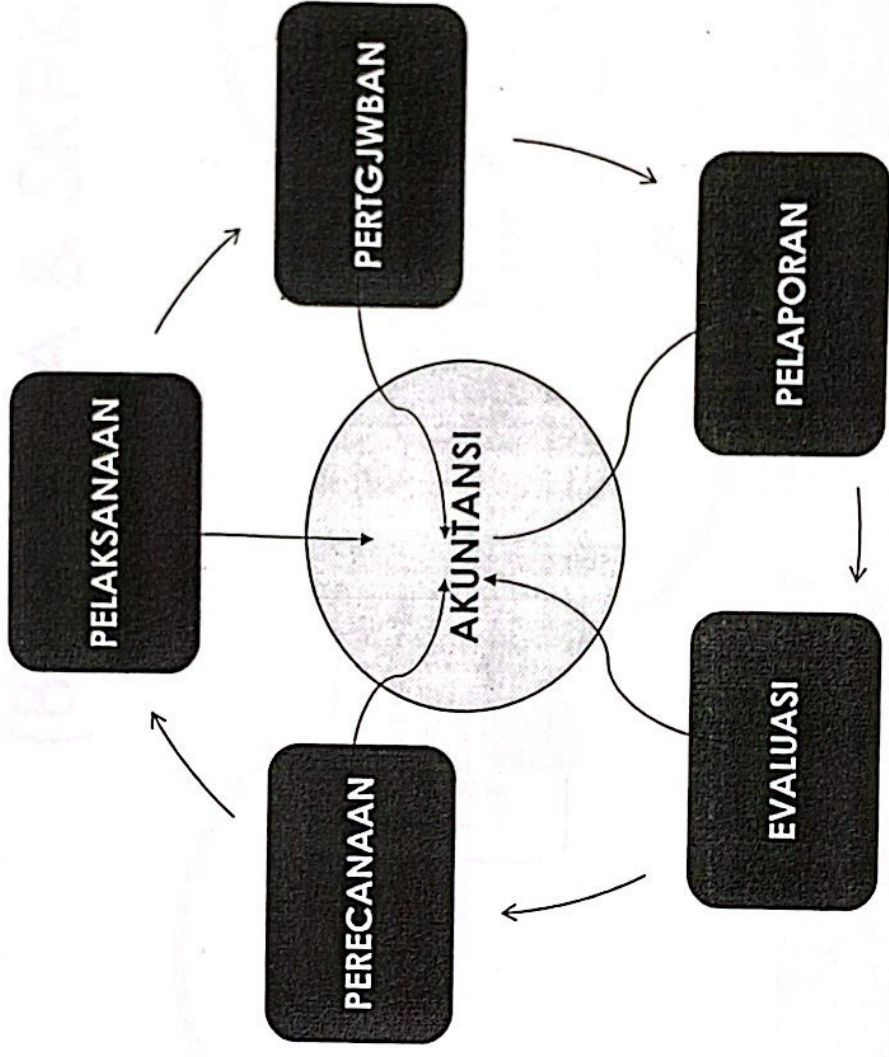 PERECANAAN
PELAKSANAAN
PERTGJWBAN
PELAPORAN
EVALUASI
AKUNTANSI